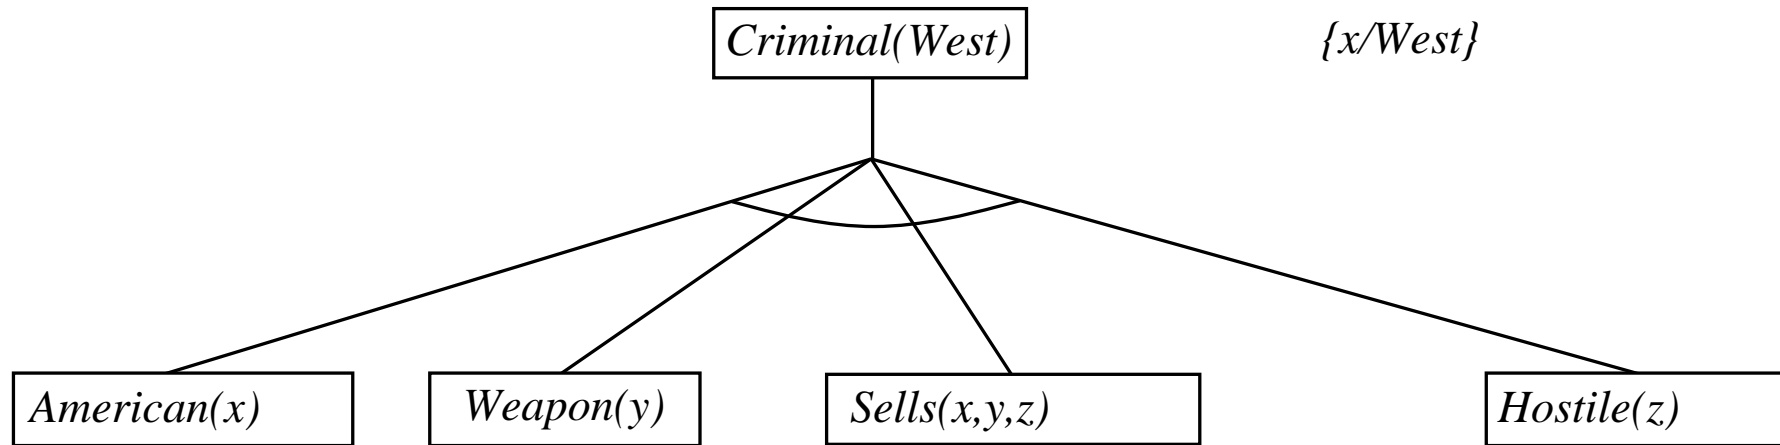 Criminal(West)
{x/West}
American(x)
Weapon(y)
Sells(x,y,z)
Hostile(z)